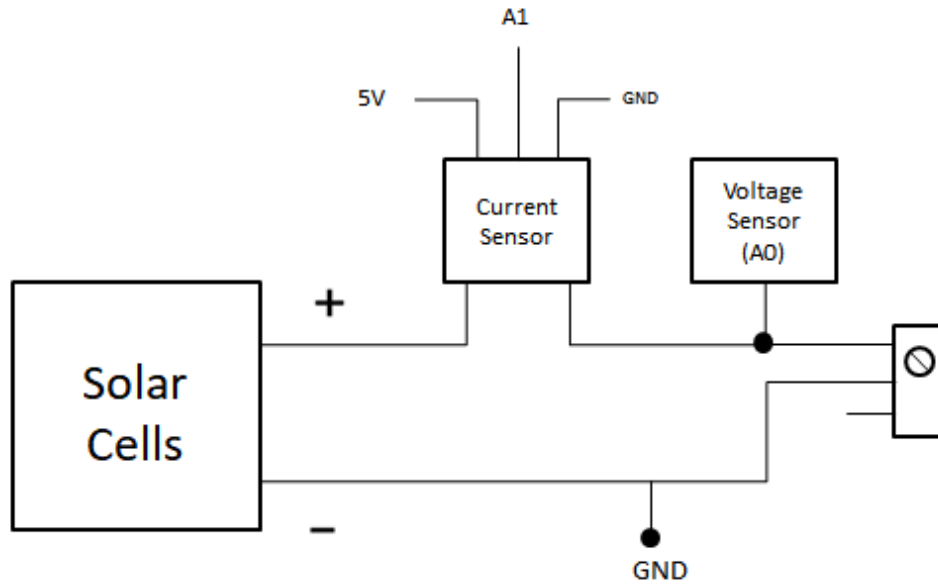 A1
5V
GND
Current
Sensor
Voltage
Sensor
(A0)
+
Solar
Cells
–
GND